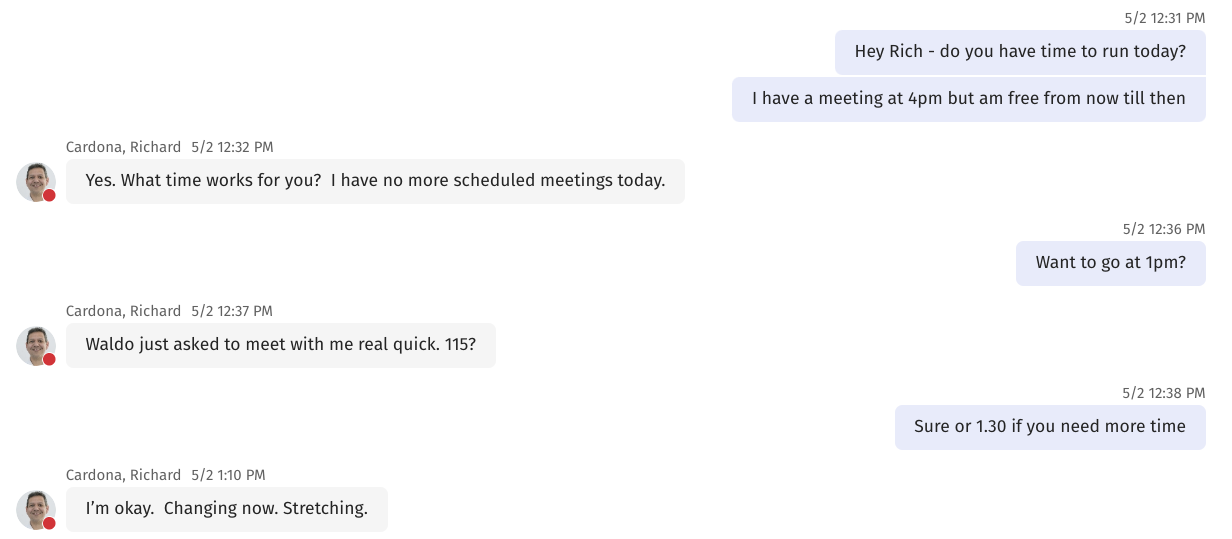 5/2 12:31 PM
Hey Rich - do you have time to run today?
I have a meeting at 4pm but am free from now till then
Cardona, Richard 5/2 12:32 PM
Yes. What time works for you?  I have no more scheduled meetings today.
5/2 12:36 PM
Want to go at 1pm?
Cardona, Richard 5/2 12:37 PM
Waldo just asked to meet with me real quick. 115?
5/2 12:38 PM
Sure or 1.30 if you need more time
Cardona, Richard 5/2 1:10 PM
I’m okay.  Changing now. Stretching.